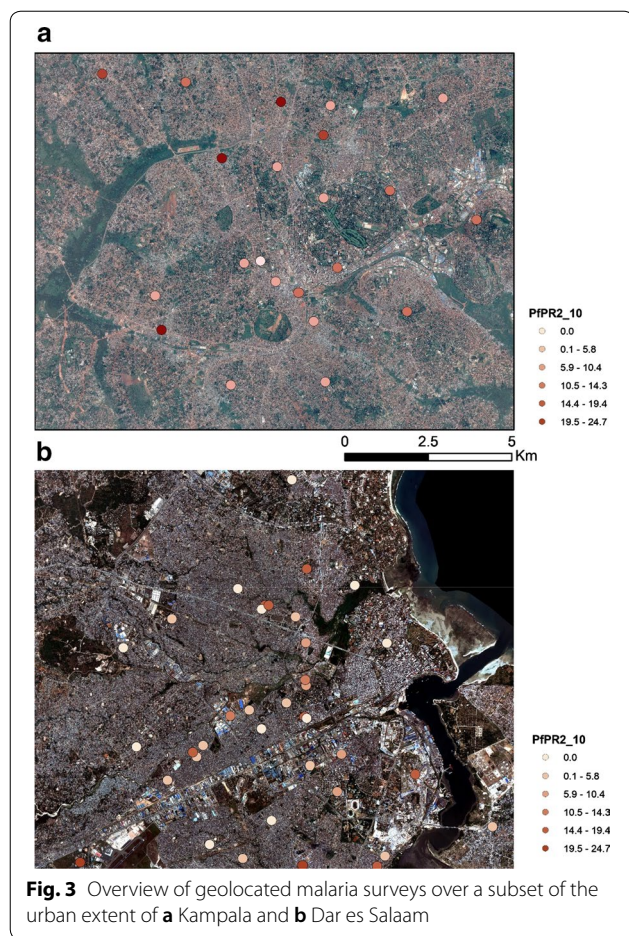 a
PfPR2_10
0.0
0.1 - 5.8
5.9 - 10.4
10.5 - 14.3
14.4 - 19.4
19.5 - 24.7
0 2.5 5
Km
b
PfPR2_10
0.0
0.1 - 5.8
5.9 - 10.4
10.5 - 14.3
14.4 - 19.4
19.5 - 24.7
Fig. 3 Overview of geolocated malaria surveys over a subset of the
urban extent of a Kampala and b Dar es Salaam